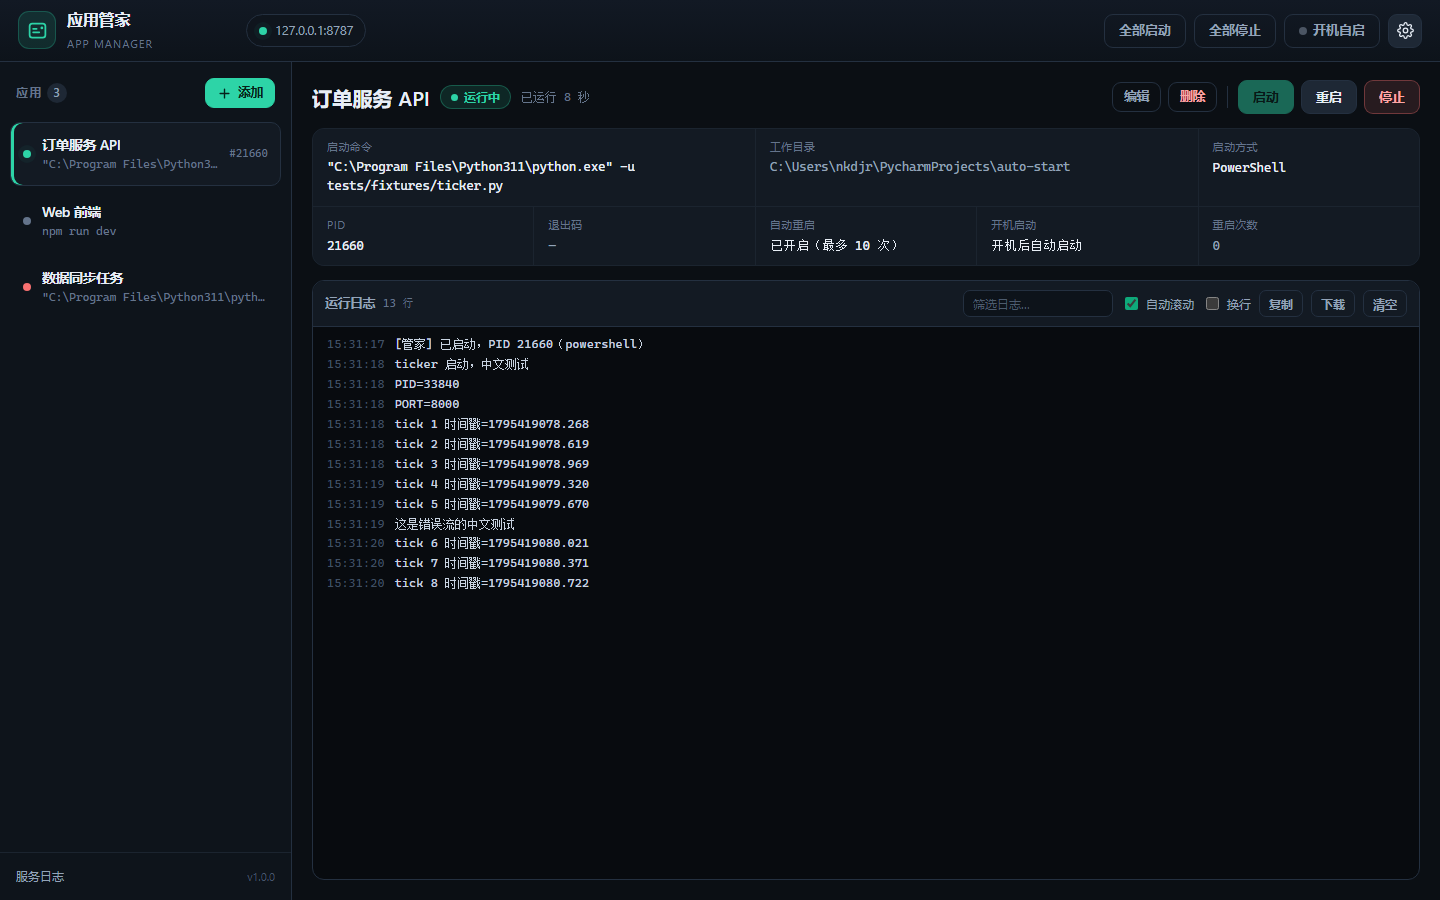 应用管家
APP MANAGER
127.0.0.1:8787
全部启动
全部停止
开机自启
应用 3
添加
订单服务 API
"C:\Program Files\Python3…
#21660
Web 前端
npm run dev
数据同步任务
"C:\Program Files\Python311\pyth…
服务日志
v1.0.0
订单服务 API
运行中
已运行 8 秒
编辑
删除
启动
重启
停止
启动命令
"C:\Program Files\Python311\python.exe" -u
tests/fixtures/ticker.py
工作目录
C:\Users\nkdjr\PycharmProjects\auto-start
启动方式
PowerShell
PID
21660
退出码
—
自动重启
已开启（最多 10 次）
开机启动
开机后自动启动
重启次数
0
运行日志 13 行
筛选日志…
自动滚动
换行
复制
下载
清空
15:31:17 [管家] 已启动，PID 21660（powershell）
15:31:18 ticker 启动，中文测试
15:31:18 PID=33840
15:31:18 PORT=8000
15:31:18 tick 1 时间戳=1795419078.268
15:31:18 tick 2 时间戳=1795419078.619
15:31:18 tick 3 时间戳=1795419078.969
15:31:19 tick 4 时间戳=1795419079.320
15:31:19 tick 5 时间戳=1795419079.670
15:31:19 这是错误流的中文测试
15:31:20 tick 6 时间戳=1795419080.021
15:31:20 tick 7 时间戳=1795419080.371
15:31:20 tick 8 时间戳=1795419080.722